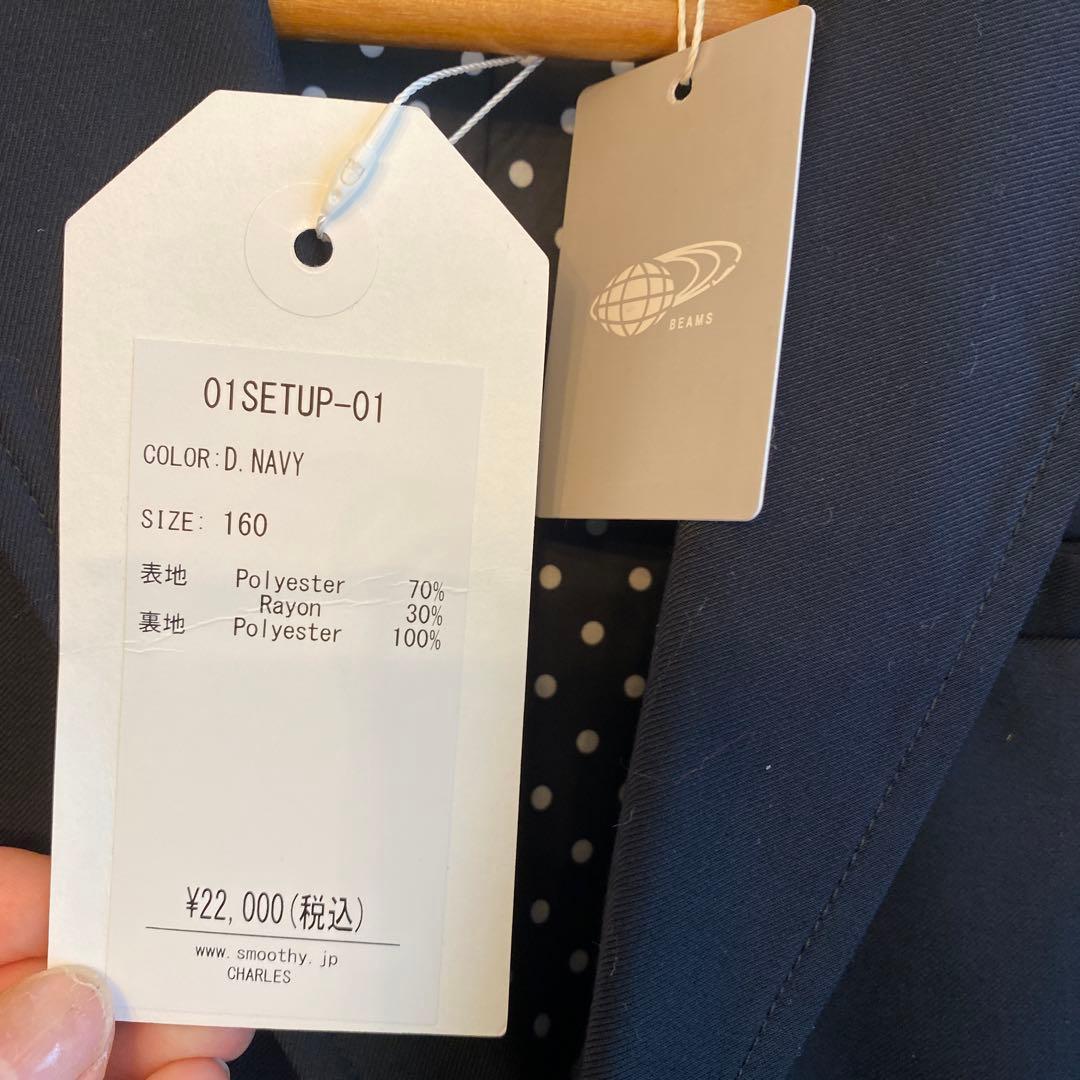 01SETUP-01
COLOR:D.NAVY
SIZE: 160
表地 Polyester 70%
Rayon 30%
裏地 Polyester 100%
¥22,000(税込)
www.smoothy.jp
CHARLES
BEAMS